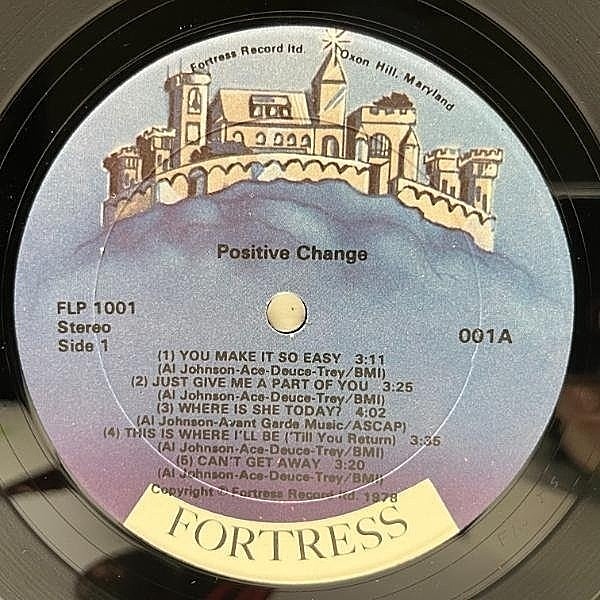 Fortress Record ltd. Oxon Hill, Maryland
Positive Change
FLP 1001
Stereo
Side 1
001A
(1) YOU MAKE IT SO EASY 3:11
(Al Johnson-Ace-Deuce-Trey/BMI)
(2) JUST GIVE ME A PART OF YOU 3:25
(Al Johnson-Ace-Deuce-Trey/BMI)
(3) WHERE IS SHE TODAY? 4:02
(Al Johnson-Avant Garde Music/ASCAP)
(4) THIS IS WHERE I'LL BE ('Till You Return) 3:35
(Al Johnson-Ace-Deuce-Trey/BMI)
(5) CAN'T GET AWAY 3:20
(Al Johnson-Ace-Deuce-Trey/BMI)
Copyright © Fortress Record ltd. 1978
FORTRESS